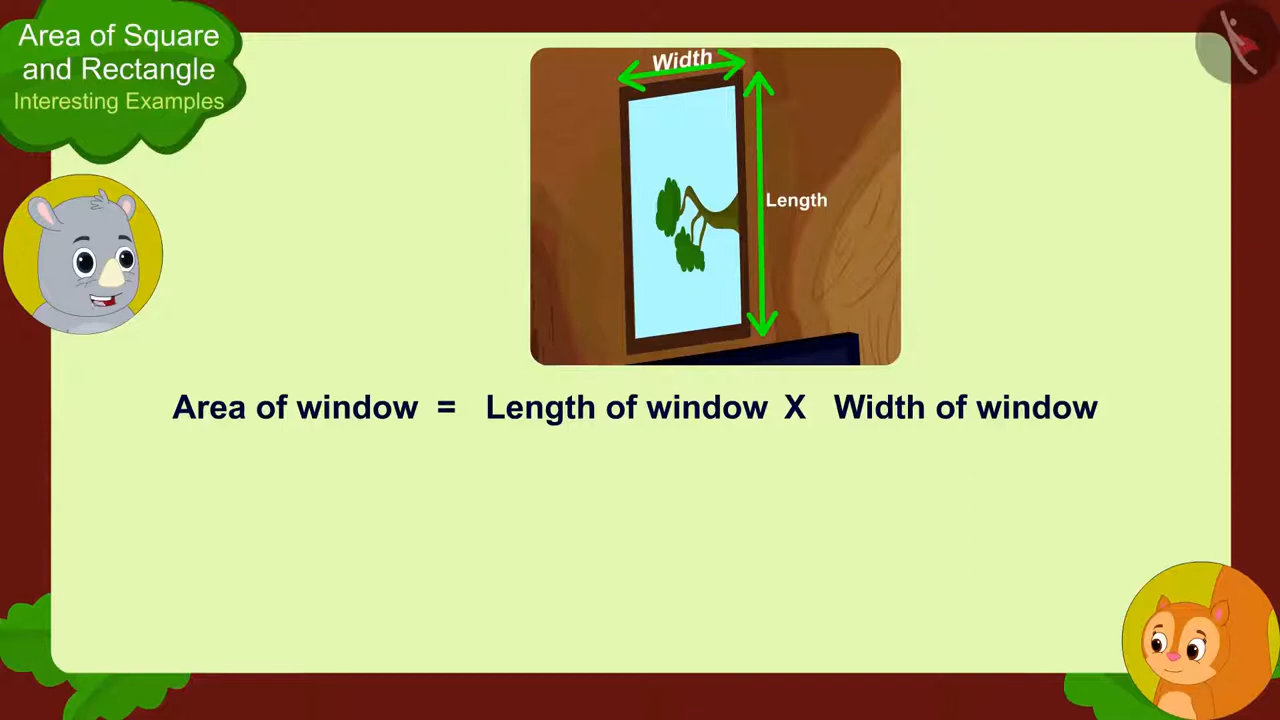 Area of Square
and Rectangle
Interesting Examples
Width
Length
Area of window = Length of window X Width of window